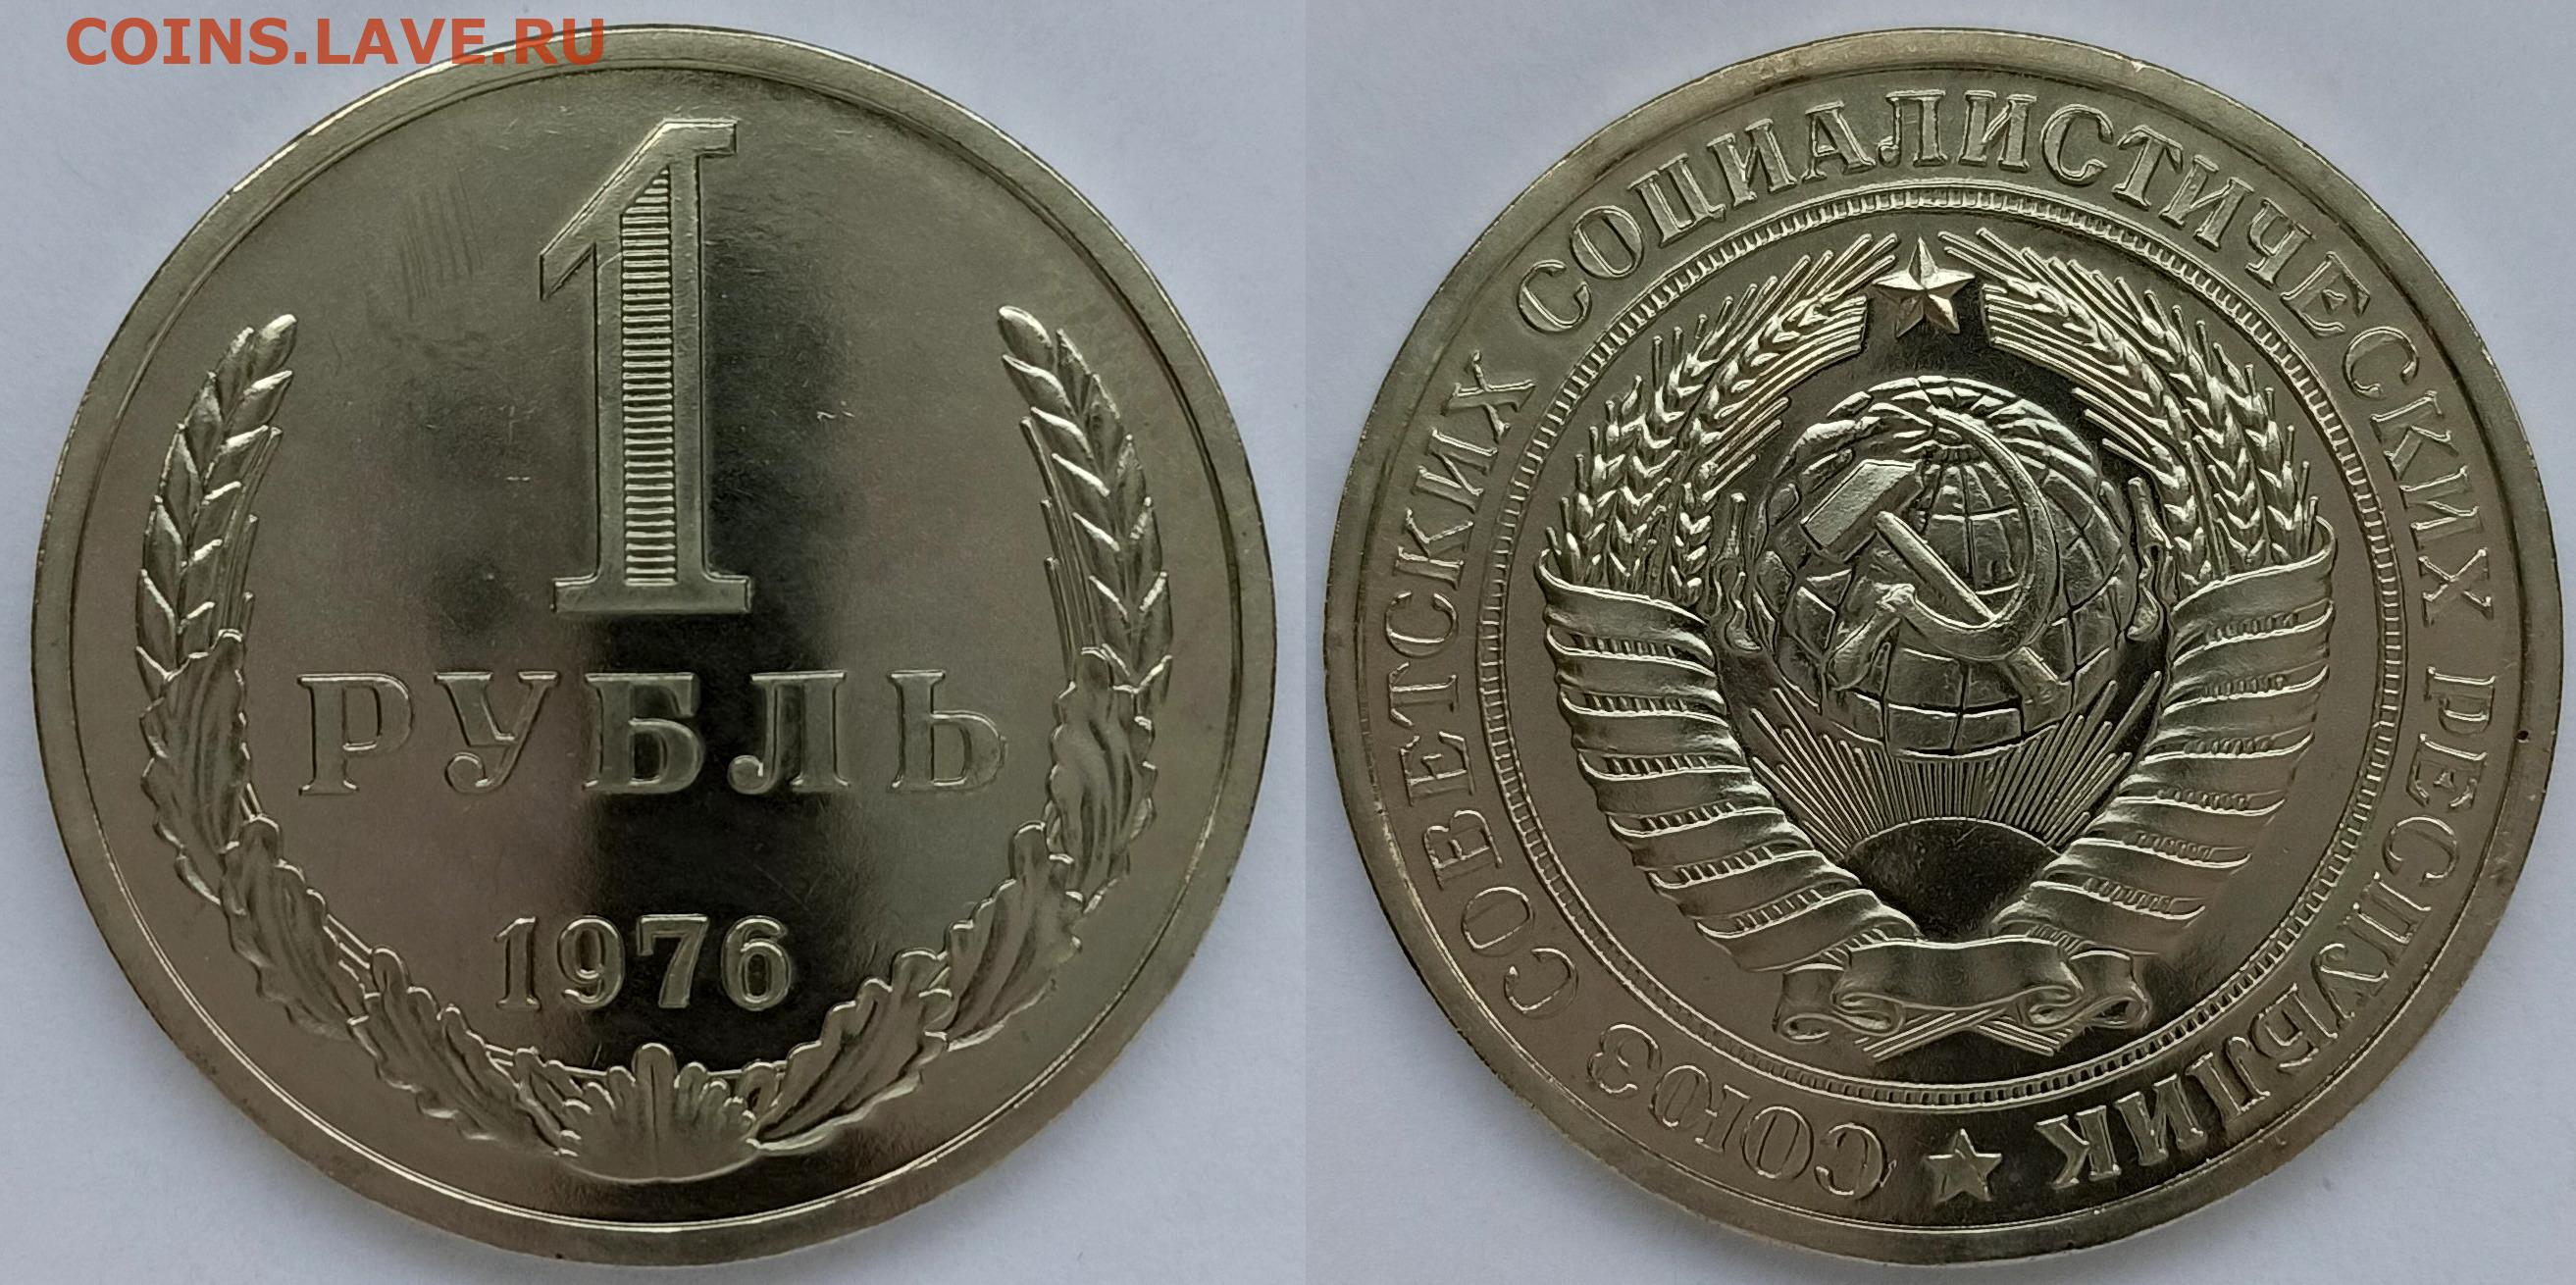 COINS.LAVE.RU
1
РУБЛЬ
1976
СОЮЗ СОВЕТСКИХ СОЦИАЛИСТИЧЕСКИХ РЕСПУБЛИК